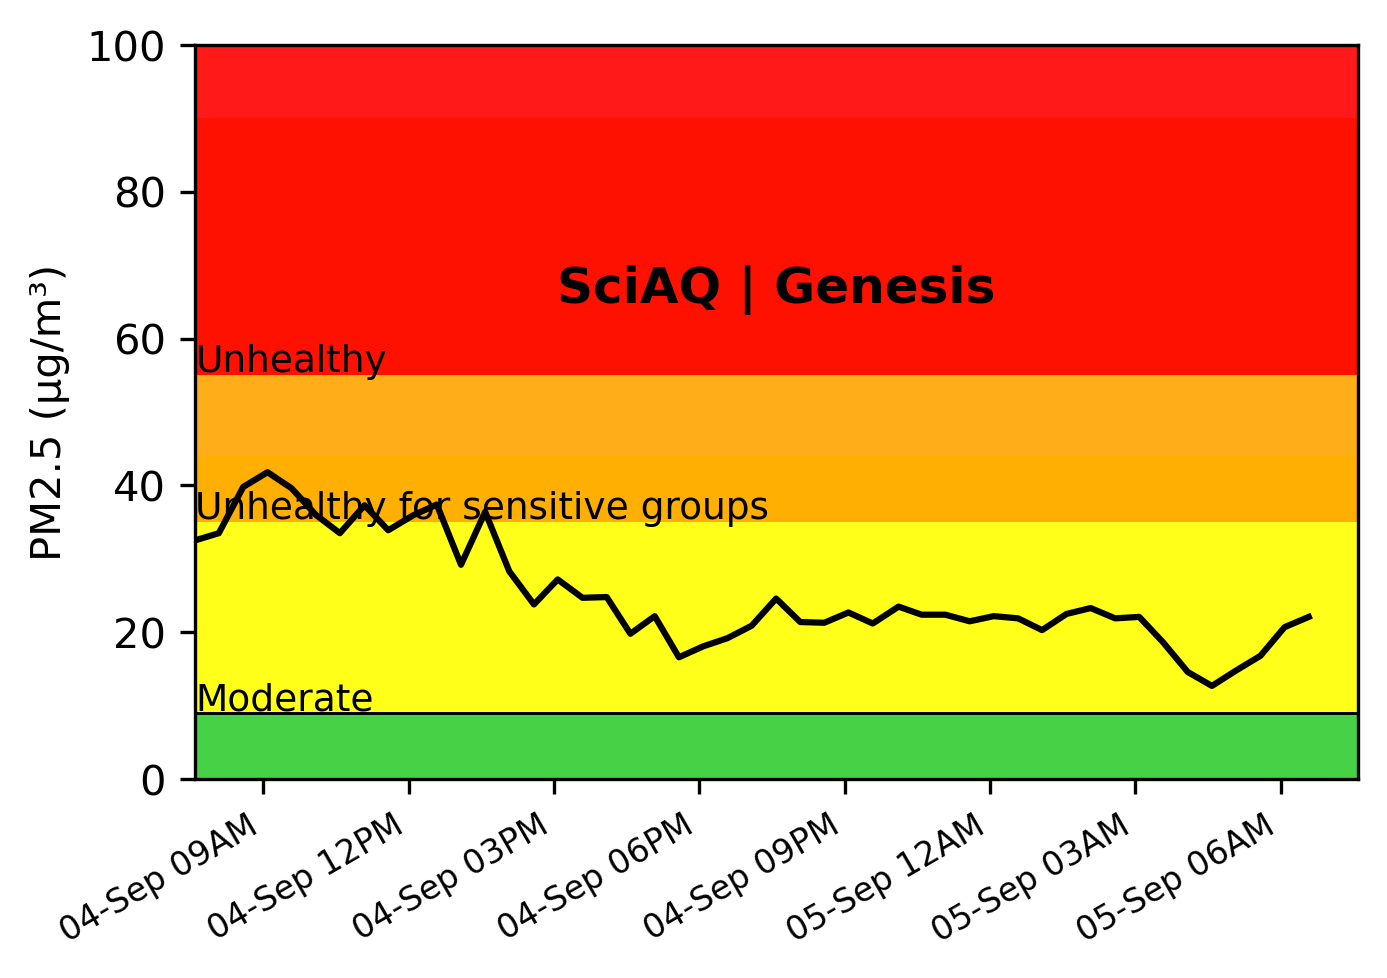 100
80
60
40
20
0
PM2.5 (μg/m³)
SciAQ | Genesis
Unhealthy
Unhealthy for sensitive groups
Moderate
04-Sep 09AM
04-Sep 12PM
04-Sep 03PM
04-Sep 06PM
04-Sep 09PM
05-Sep 12AM
05-Sep 03AM
05-Sep 06AM